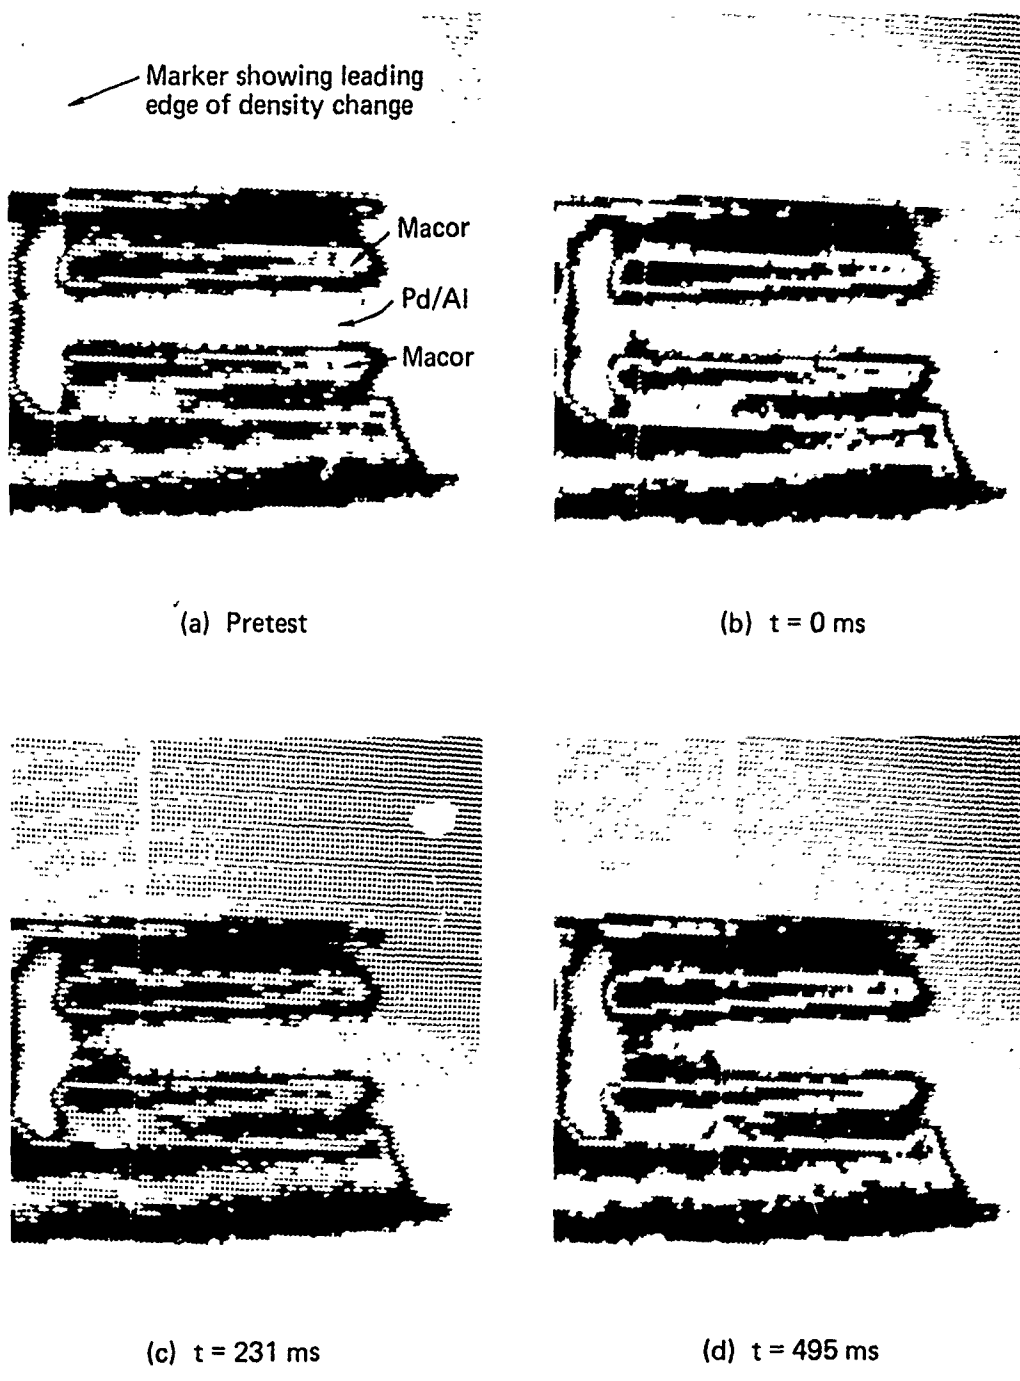 Marker showing leading
edge of density change
Macor
Pd/Al
Macor
(a) Pretest
(b) t = 0 ms
(c) t = 231 ms
(d) t = 495 ms